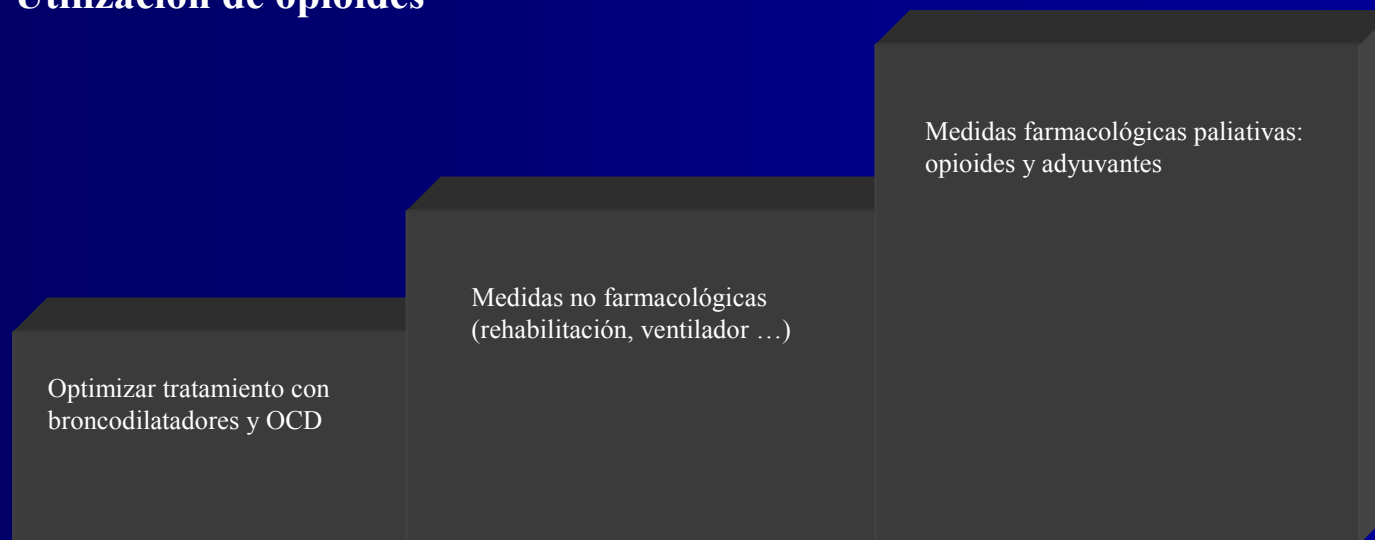 Utilización de opioides
Medidas farmacológicas paliativas:
opioides y adyuvantes
Medidas no farmacológicas
(rehabilitación, ventilador …)
Optimizar tratamiento con
broncodilatadores y OCD